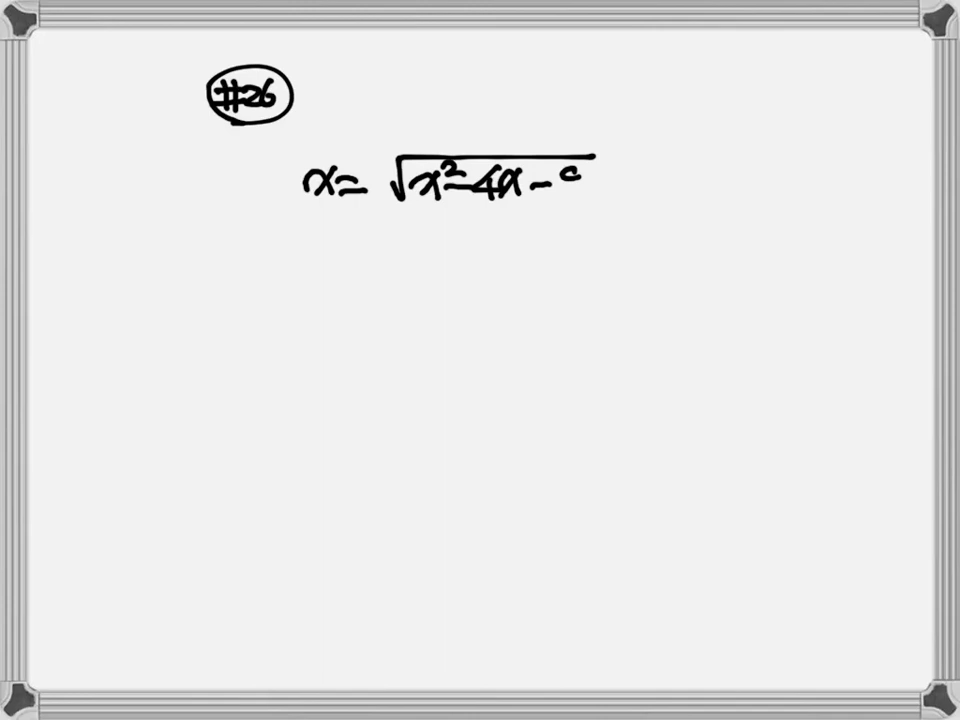 #26
x = √(x² - 4x - c